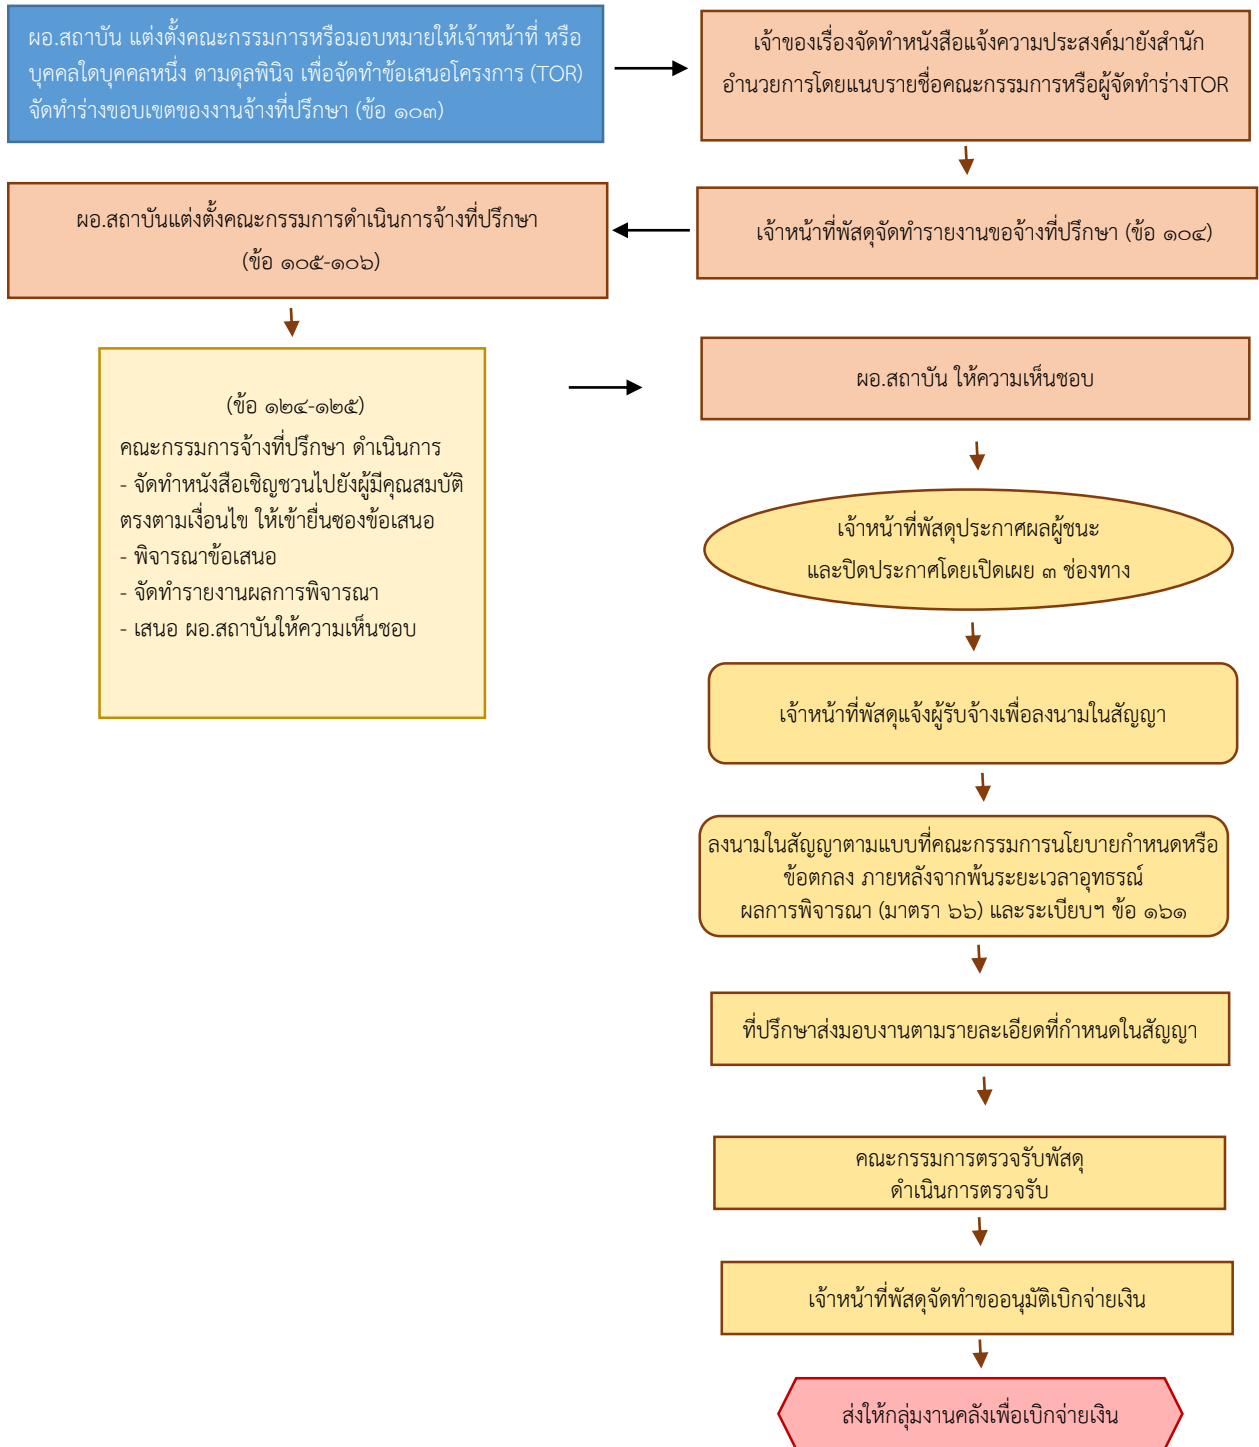 ผอ.สถาบัน แต่งตั้งคณะกรรมการหรือมอบหมายให้เจ้าหน้าที่ หรือ
บุคคลใดบุคคลหนึ่ง ตามดุลพินิจ เพื่อจัดทำข้อเสนอโครงการ (TOR)
จัดทำร่างขอบเขตของงานจ้างที่ปรึกษา (ข้อ ๑๐๓)
เจ้าของเรื่องจัดทำหนังสือแจ้งความประสงค์มายังสำนัก
อำนวยการโดยแนบรายชื่อคณะกรรมการหรือผู้จัดทำร่างTOR
เจ้าหน้าที่พัสดุจัดทำรายงานขอจ้างที่ปรึกษา (ข้อ ๑๐๔)
ผอ.สถาบันแต่งตั้งคณะกรรมการดำเนินการจ้างที่ปรึกษา
(ข้อ ๑๐๕-๑๐๖)
(ข้อ ๑๒๔-๑๒๕)
คณะกรรมการจ้างที่ปรึกษา ดำเนินการ
- จัดทำหนังสือเชิญชวนไปยังผู้มีคุณสมบัติ
ตรงตามเงื่อนไข ให้เข้ายื่นซองข้อเสนอ
- พิจารณาข้อเสนอ
- จัดทำรายงานผลการพิจารณา
- เสนอ ผอ.สถาบันให้ความเห็นชอบ
ผอ.สถาบัน ให้ความเห็นชอบ
เจ้าหน้าที่พัสดุประกาศผลผู้ชนะ
และปิดประกาศโดยเปิดเผย ๓ ช่องทาง
เจ้าหน้าที่พัสดุแจ้งผู้รับจ้างเพื่อลงนามในสัญญา
ลงนามในสัญญาตามแบบที่คณะกรรมการนโยบายกำหนดหรือ
ข้อตกลง ภายหลังจากพ้นระยะเวลาอุทธรณ์
ผลการพิจารณา (มาตรา ๖๖) และระเบียบฯ ข้อ ๑๖๑
ที่ปรึกษาส่งมอบงานตามรายละเอียดที่กำหนดในสัญญา
คณะกรรมการตรวจรับพัสดุ
ดำเนินการตรวจรับ
เจ้าหน้าที่พัสดุจัดทำขออนุมัติเบิกจ่ายเงิน
ส่งให้กลุ่มงานคลังเพื่อเบิกจ่ายเงิน